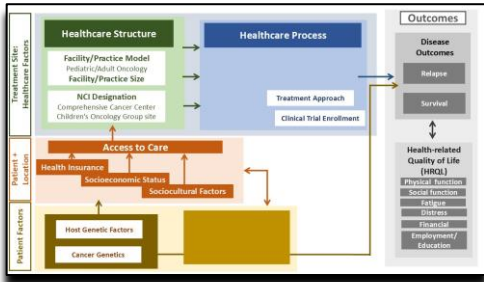 Treatment Site:
Healthcare Factors
Healthcare Structure
Facility/Practice Model
Pediatric/Adult Oncology
Facility/Practice Size
NCI Designation
Comprehensive Cancer Center
Children's Oncology Group site
Healthcare Process
Treatment Approach
Clinical Trial Enrollment
Patient +
Location
Access to Care
Health Insurance
Socioeconomic Status
Sociocultural Factors
Patient Factors
Host Genetic Factors
Cancer Genetics
Outcomes
Disease
Outcomes
Relapse
Survival
Health-related
Quality of Life
(HRQL)
Physical function
Social function
Fatigue
Distress
Financial
Employment/
Education